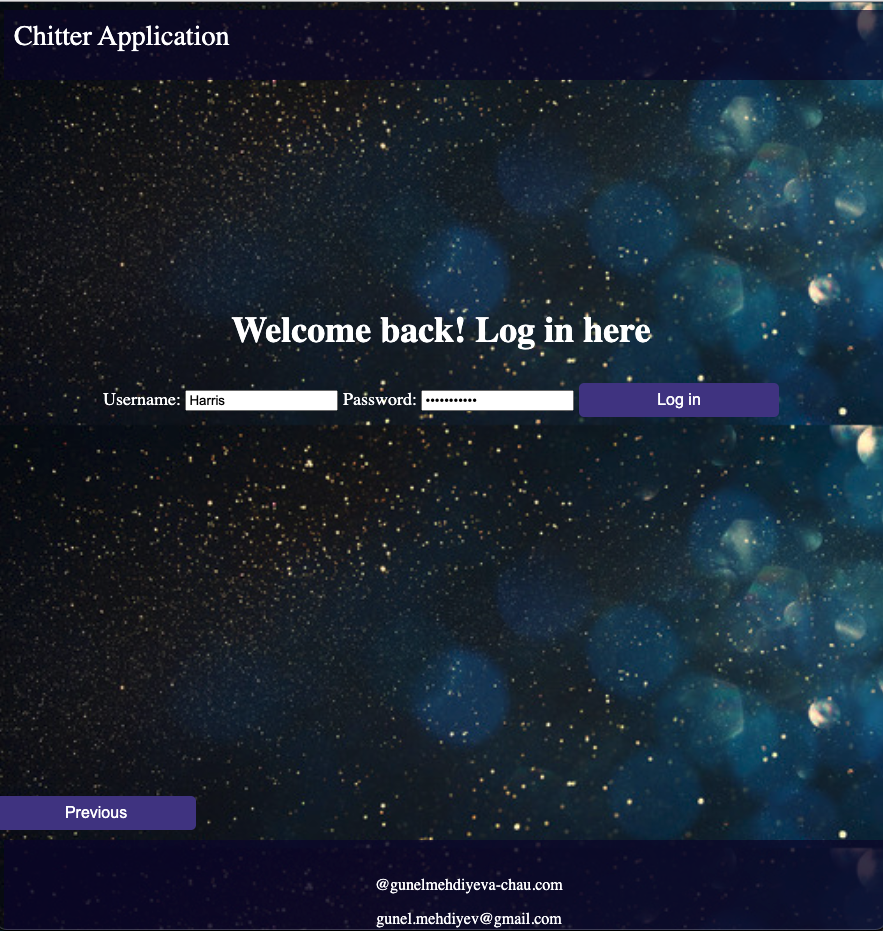 Chitter Application
Welcome back! Log in here
Username: Harris Password: ••••••••••• Log in
Previous
@gunelmehdiyeva-chau.com
gunel.mehdiyev@gmail.com